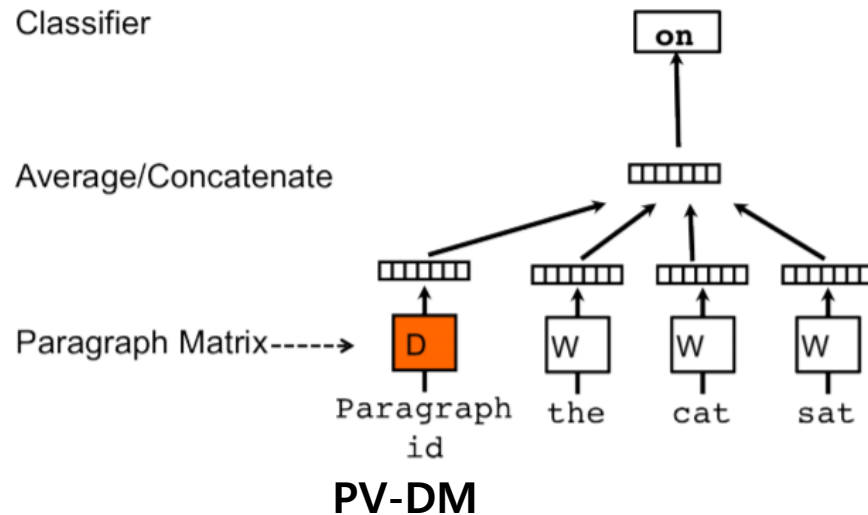 Classifier
on
Average/Concatenate
Paragraph Matrix
D
W
W
W
Paragraph
id
the
cat
sat
PV-DM